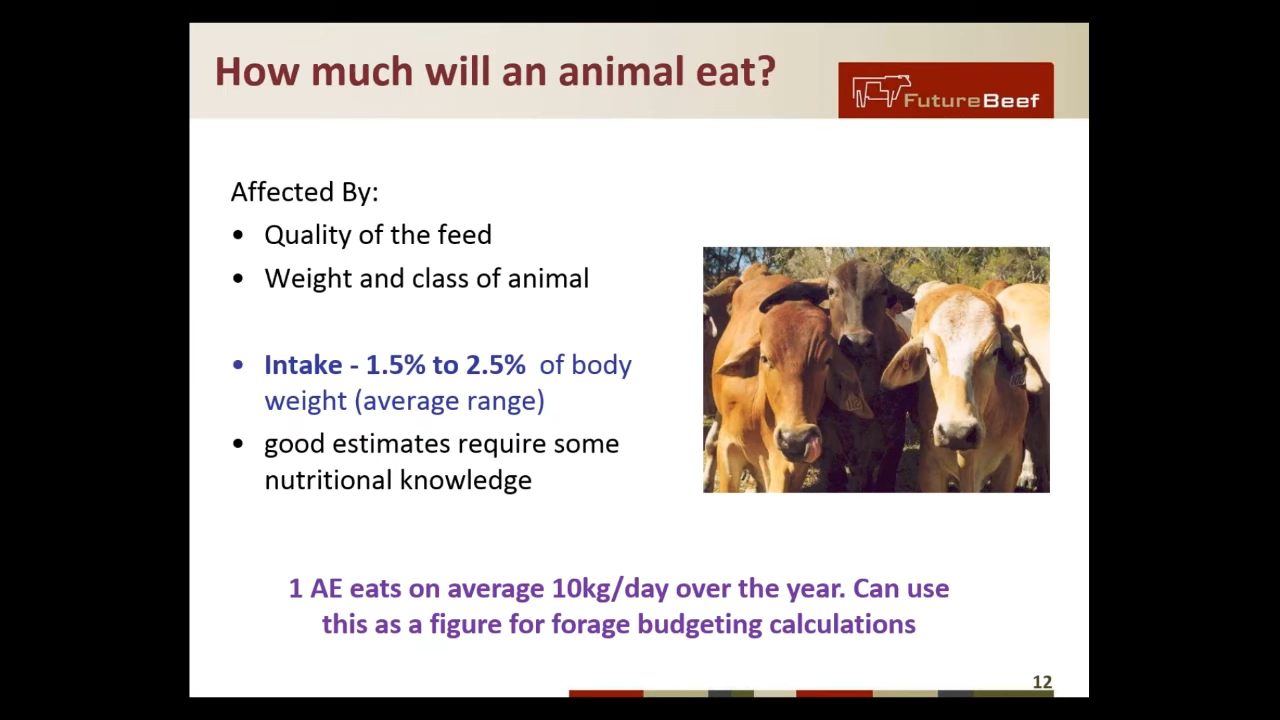 How much will an animal eat?
FutureBeef
Affected By:
• Quality of the feed
• Weight and class of animal
• Intake - 1.5% to 2.5% of body
weight (average range)
• good estimates require some
nutritional knowledge
1 AE eats on average 10kg/day over the year. Can use
this as a figure for forage budgeting calculations
12